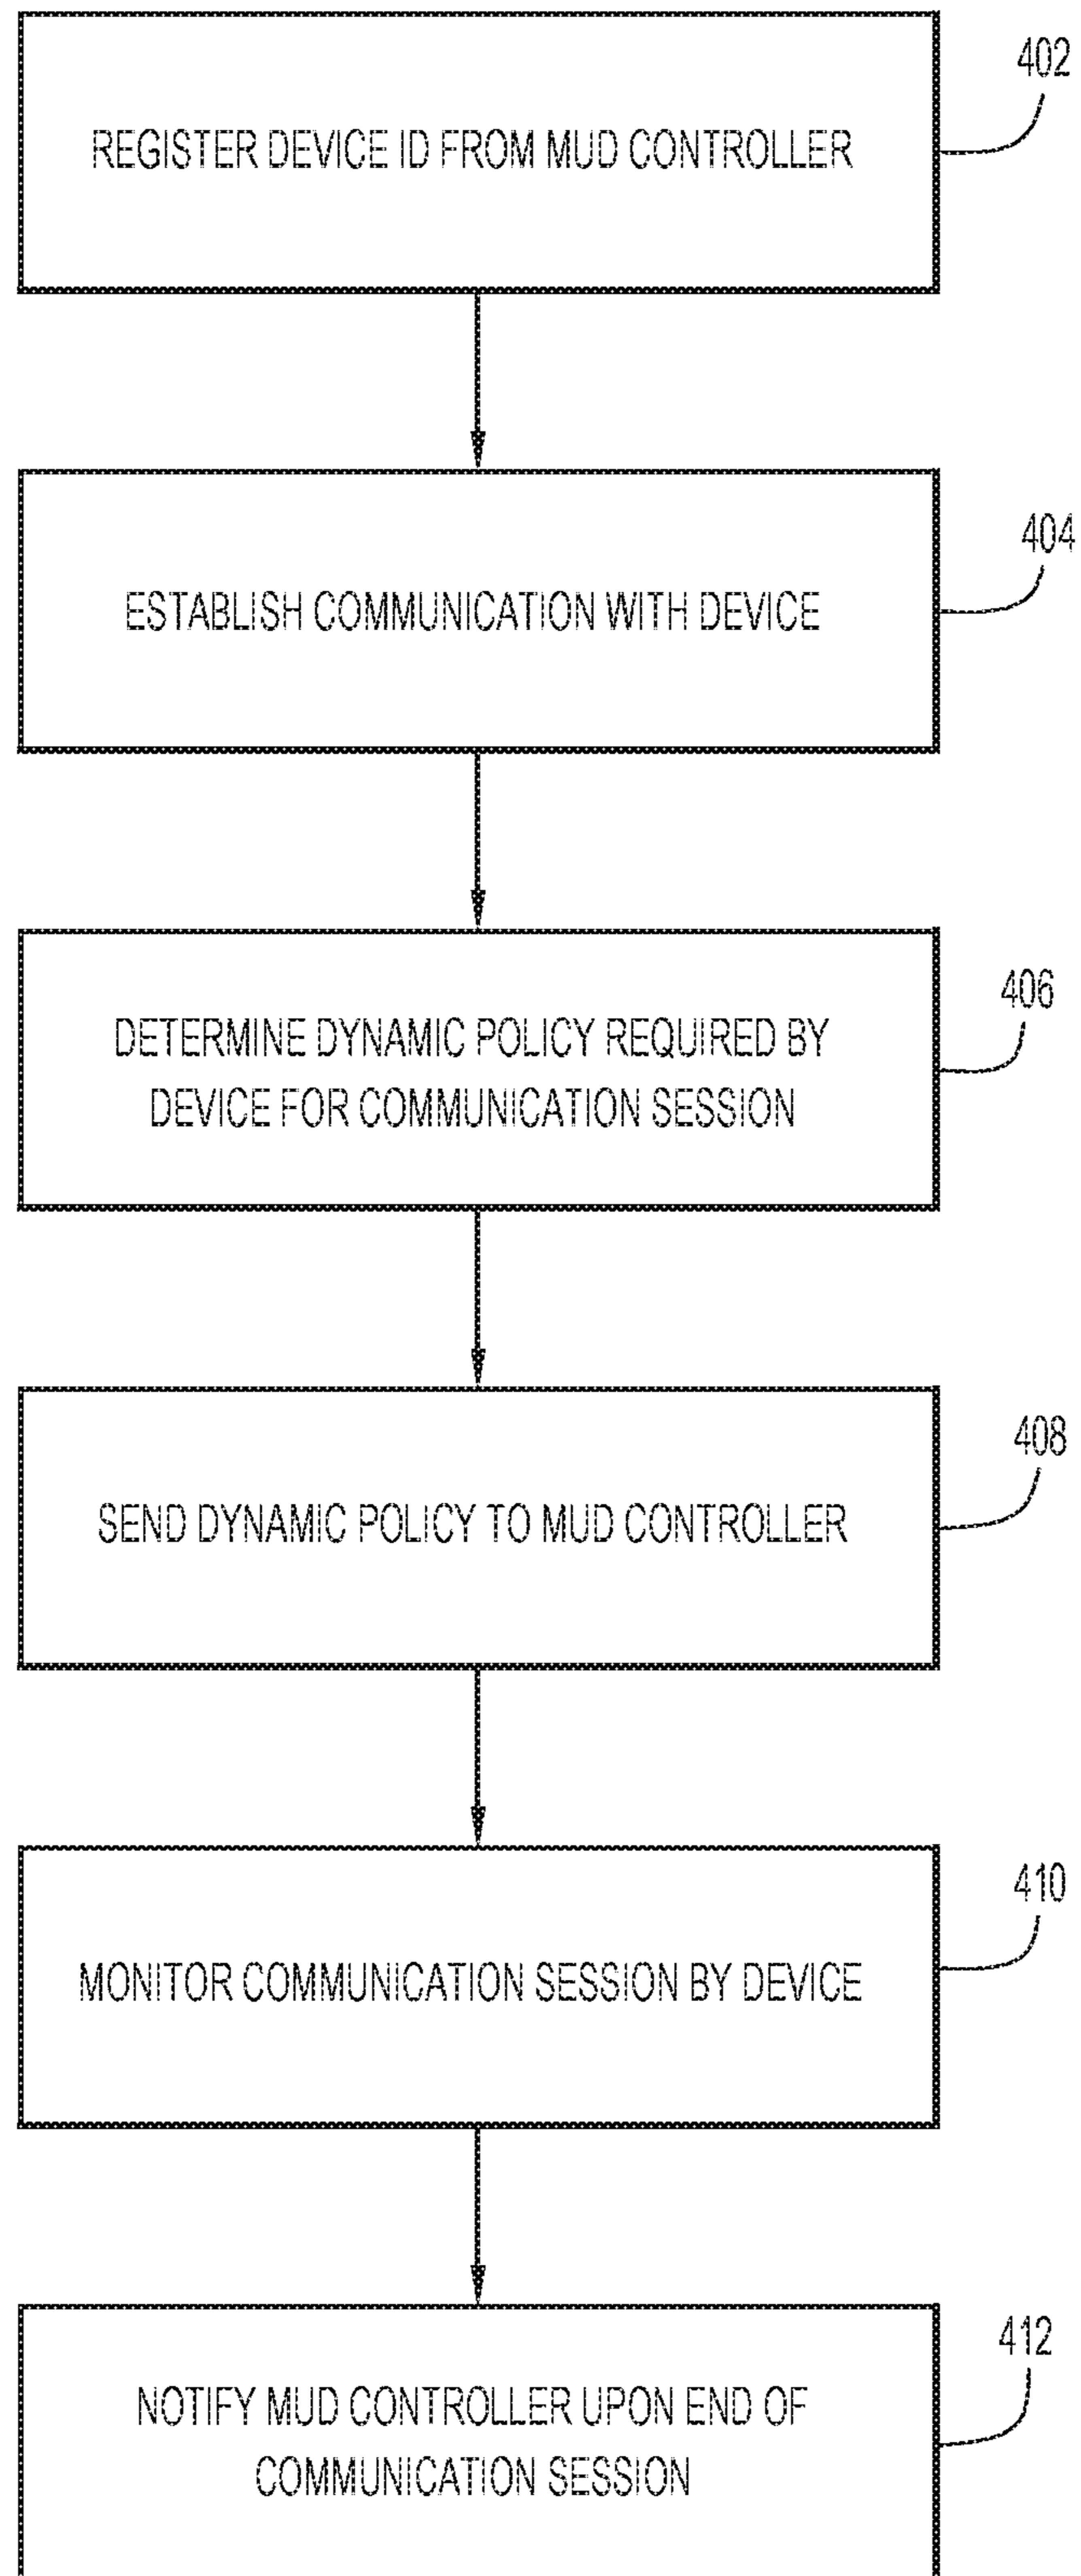 402
REGISTER DEVICE ID FROM MUD CONTROLLER
404
ESTABLISH COMMUNICATION WITH DEVICE
406
DETERMINE DYNAMIC POLICY REQUIRED BY
DEVICE FOR COMMUNICATION SESSION
408
SEND DYNAMIC POLICY TO MUD CONTROLLER
410
MONITOR COMMUNICATION SESSION BY DEVICE
412
NOTIFY MUD CONTROLLER UPON END OF
COMMUNICATION SESSION